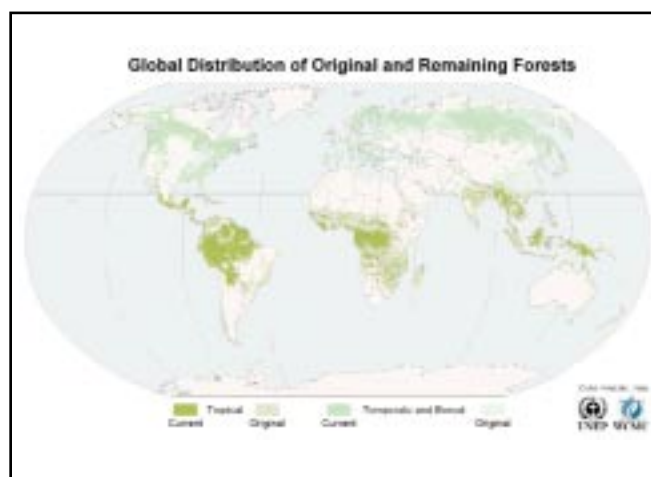 Global Distribution of Original and Remaining Forests
Tropical
Temperate and Boreal
Current Original Current Original
UNEP WCMC